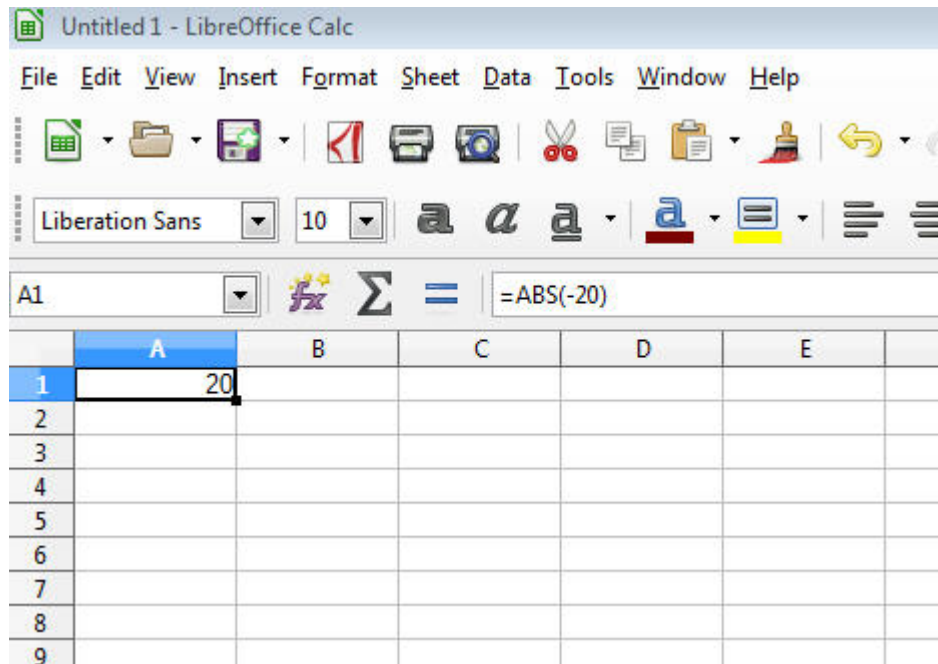 Untitled 1 - LibreOffice Calc
File Edit View Insert Format Sheet Data Tools Window Help
Liberation Sans 10 a a a a
A1 fx Σ = =ABS(-20)
A B C D E
1 20
2
3
4
5
6
7
8
9